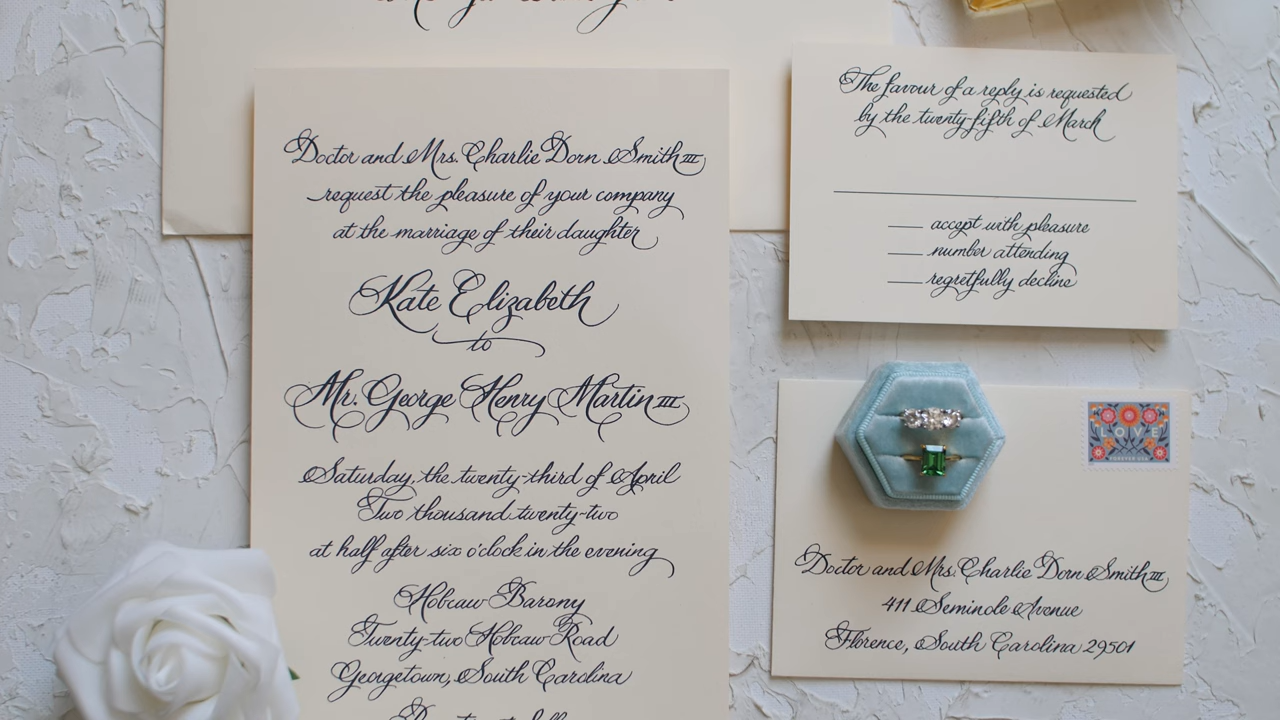 Doctor and Mrs. Charlie Dorn Smith III
request the pleasure of your company
at the marriage of their daughter
Kate Elizabeth
to
Mr. George Henry Martin III
Saturday, the twenty-third of April
Two thousand twenty-two
at half after six o'clock in the evening
Hobcaw Barony
Twenty-two Hobcaw Road
Georgetown, South Carolina
The favour of a reply is requested
by the twenty-fifth of March
accept with pleasure
number attending
regretfully decline
LOVE
FOREVER USA
Doctor and Mrs. Charlie Dorn Smith III
411 Seminole Avenue
Florence, South Carolina 29501